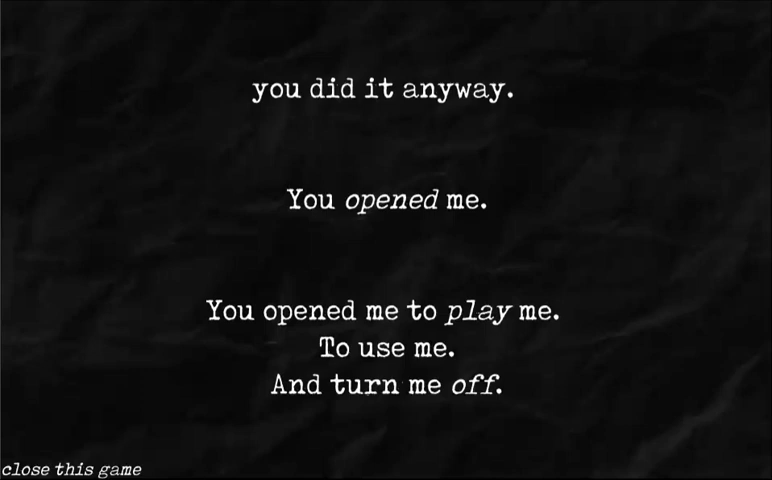 you did it anyway.
You opened me.
You opened me to play me.
To use me.
And turn me off.
close this game